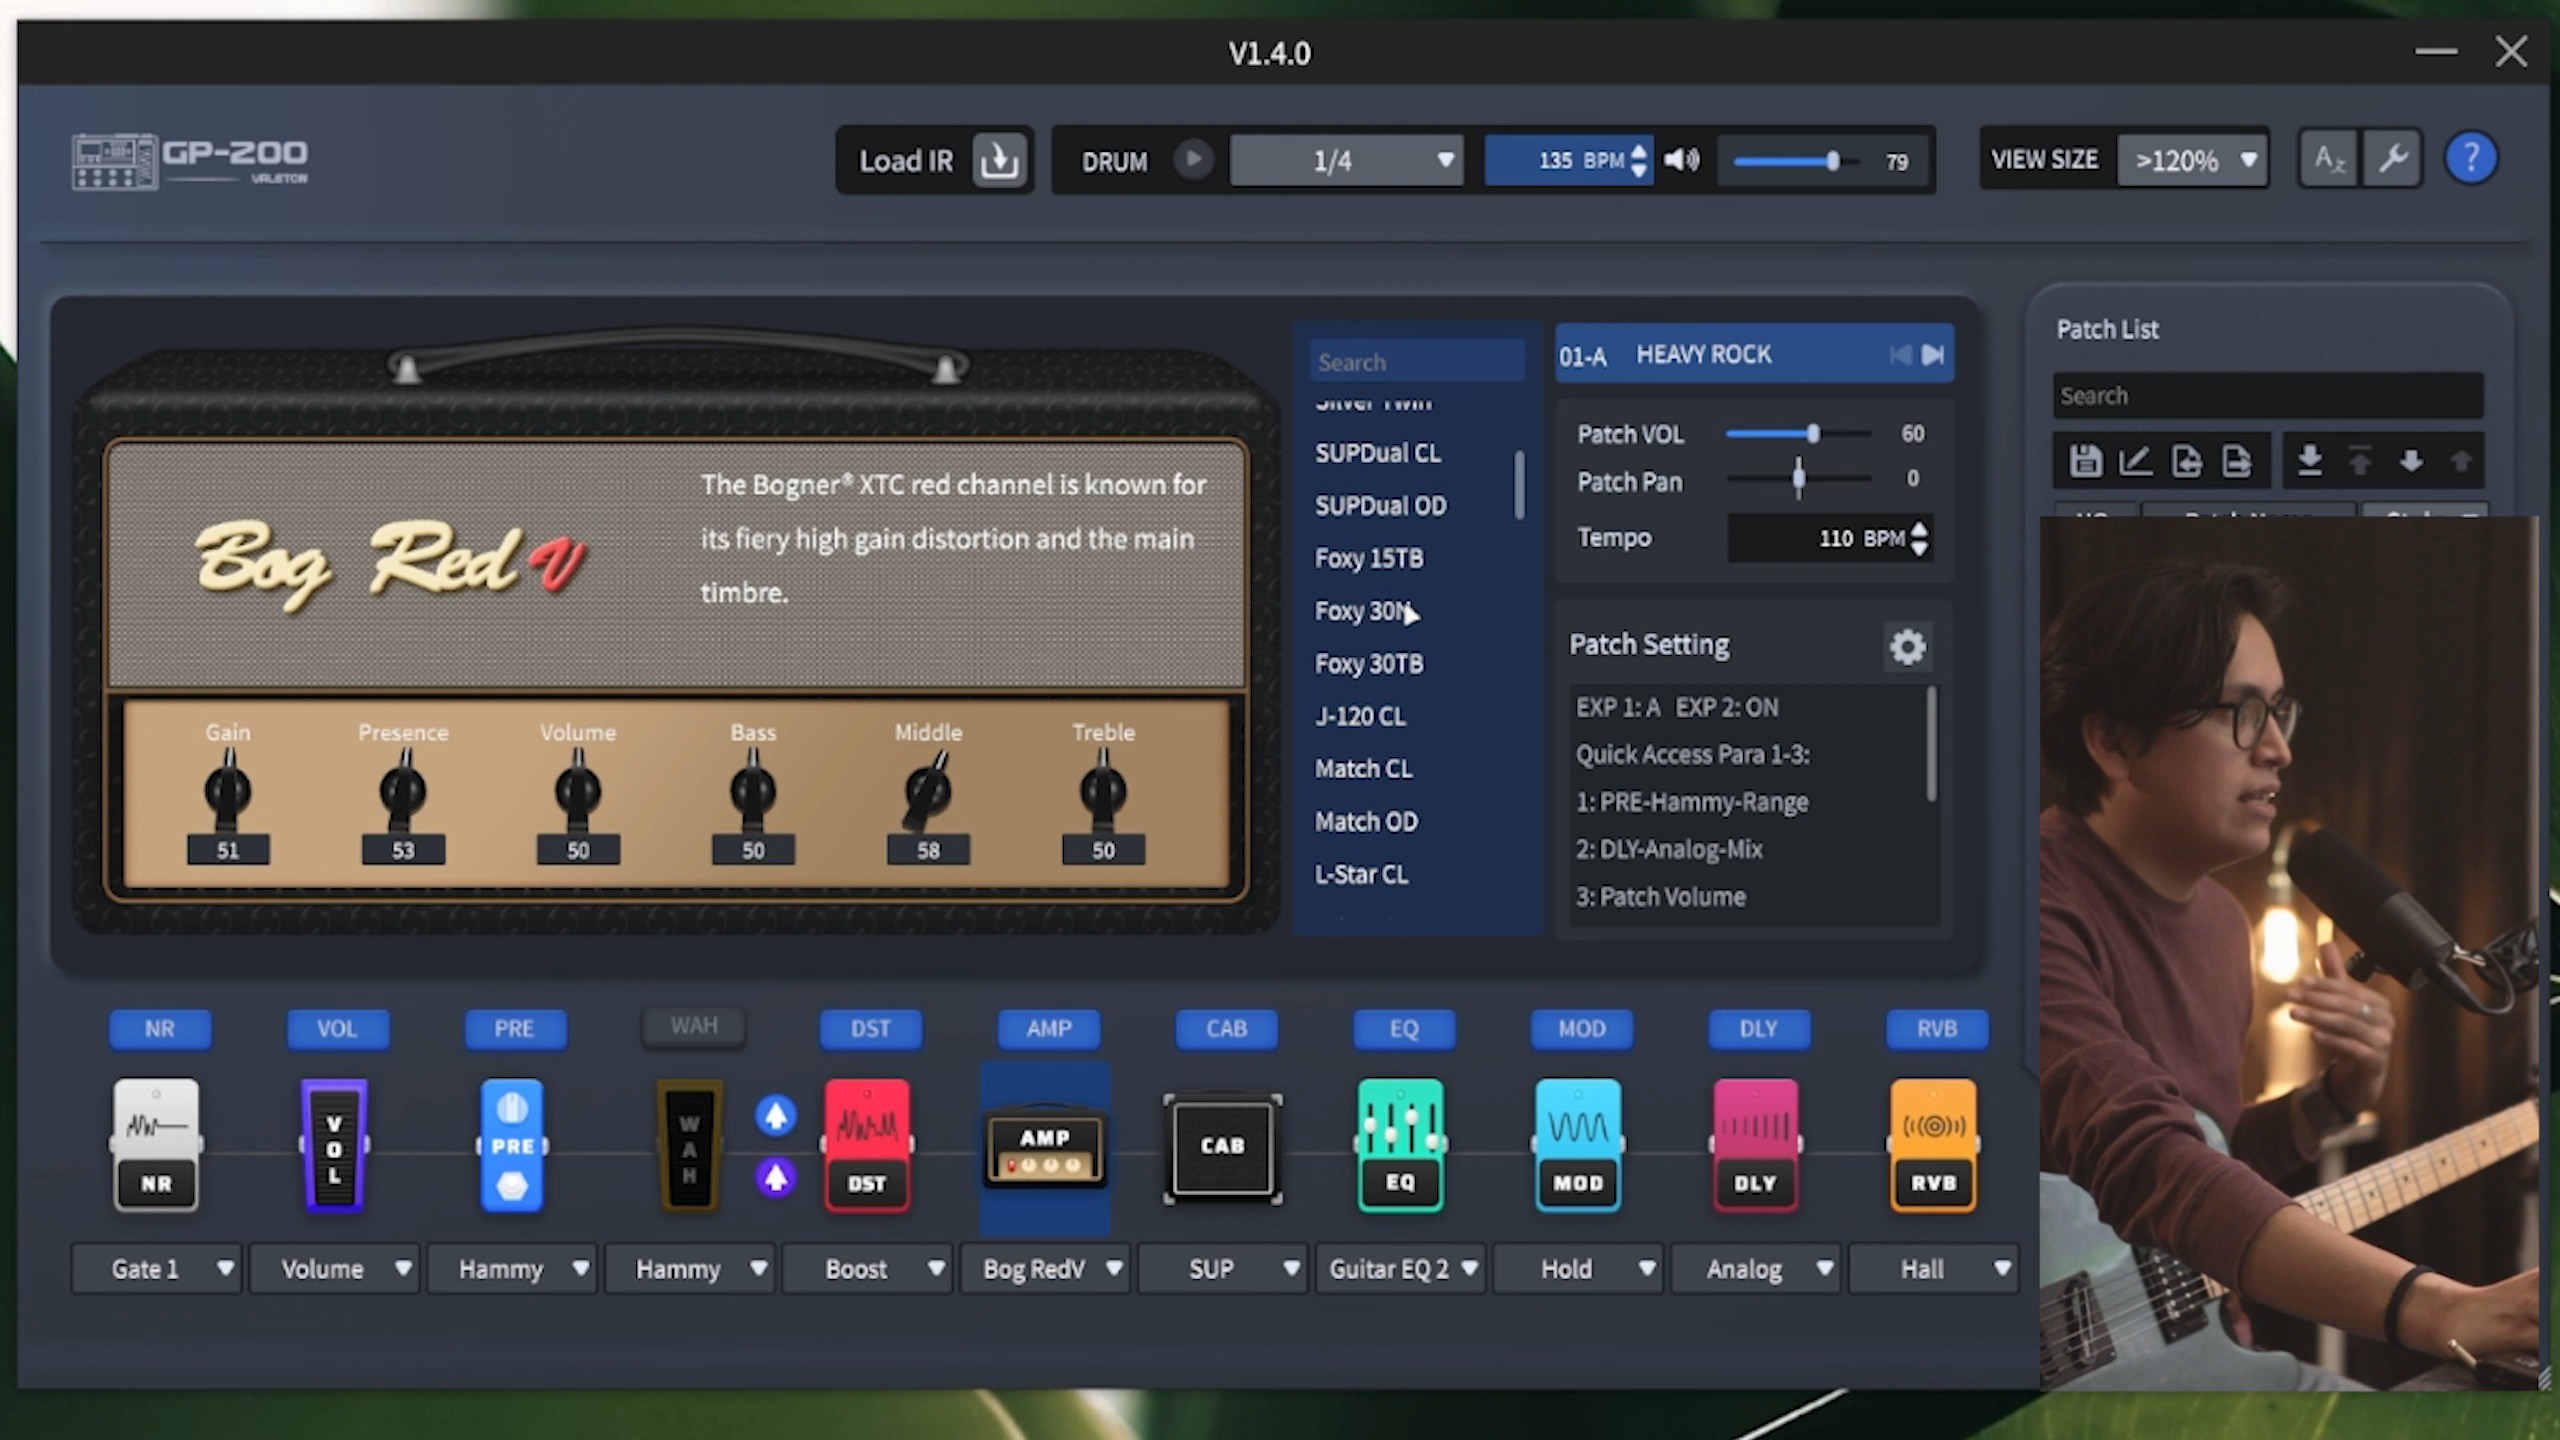 V1.4.0
GP-200
VALETON
Load IR
DRUM
1/4
135 BPM
79
VIEW SIZE
>120%
?
Bog Red V
The Bogner® XTC red channel is known for
its fiery high gain distortion and the main
timbre.
Gain Presence Volume Bass Middle Treble
51 53 50 50 58 50
Search
Silver Twin
SUPDual CL
SUPDual OD
Foxy 15TB
Foxy 30N
Foxy 30TB
J-120 CL
Match CL
Match OD
L-Star CL
01-A HEAVY ROCK
Patch VOL 60
Patch Pan 0
Tempo 110 BPM
Patch Setting
EXP 1: A EXP 2: ON
Quick Access Para 1-3:
1: PRE-Hammy-Range
2: DLY-Analog-Mix
3: Patch Volume
Patch List
Search
NR VOL PRE WAH DST AMP CAB EQ MOD DLY RVB
NR VOL PRE WAH DST AMP CAB EQ MOD DLY RVB
Gate 1 Volume Hammy Hammy Boost Bog RedV SUP Guitar EQ 2 Hold Analog Hall